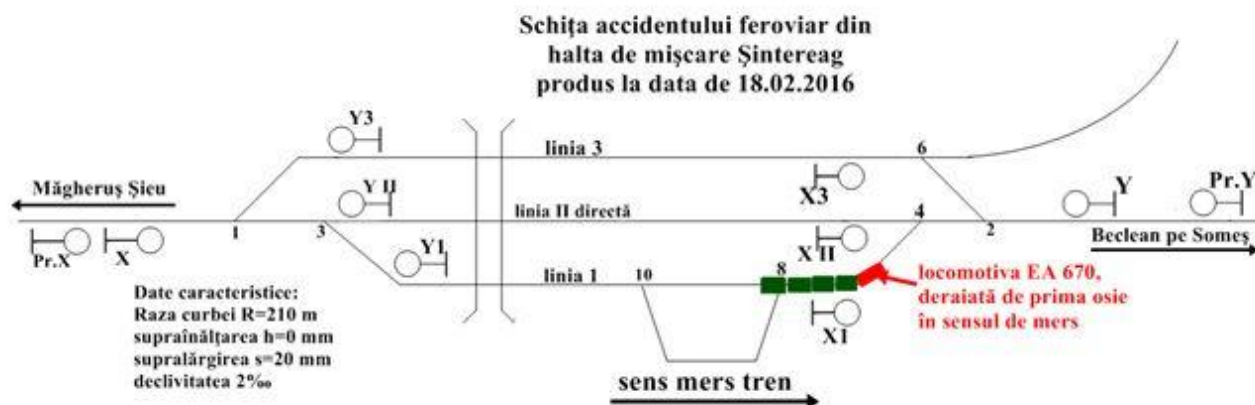 Schița accidentului feroviar din
halta de mișcare Șintereag
produs la data de 18.02.2016
Y3
linia 3
6
X3
Măgheruș Șieu
Y II
linia II directă
1
3
4
2
Y
Pr.Y
Pr.X
X
X II
Beclean pe Someș
Y1
linia 1
10
8
X1
locomotiva EA 670,
deraiată de prima osie
în sensul de mers
Date caracteristice:
Raza curbei R=210 m
supraînălțarea h=0 mm
supralărgirea s=20 mm
declivitatea 2‰
sens mers tren